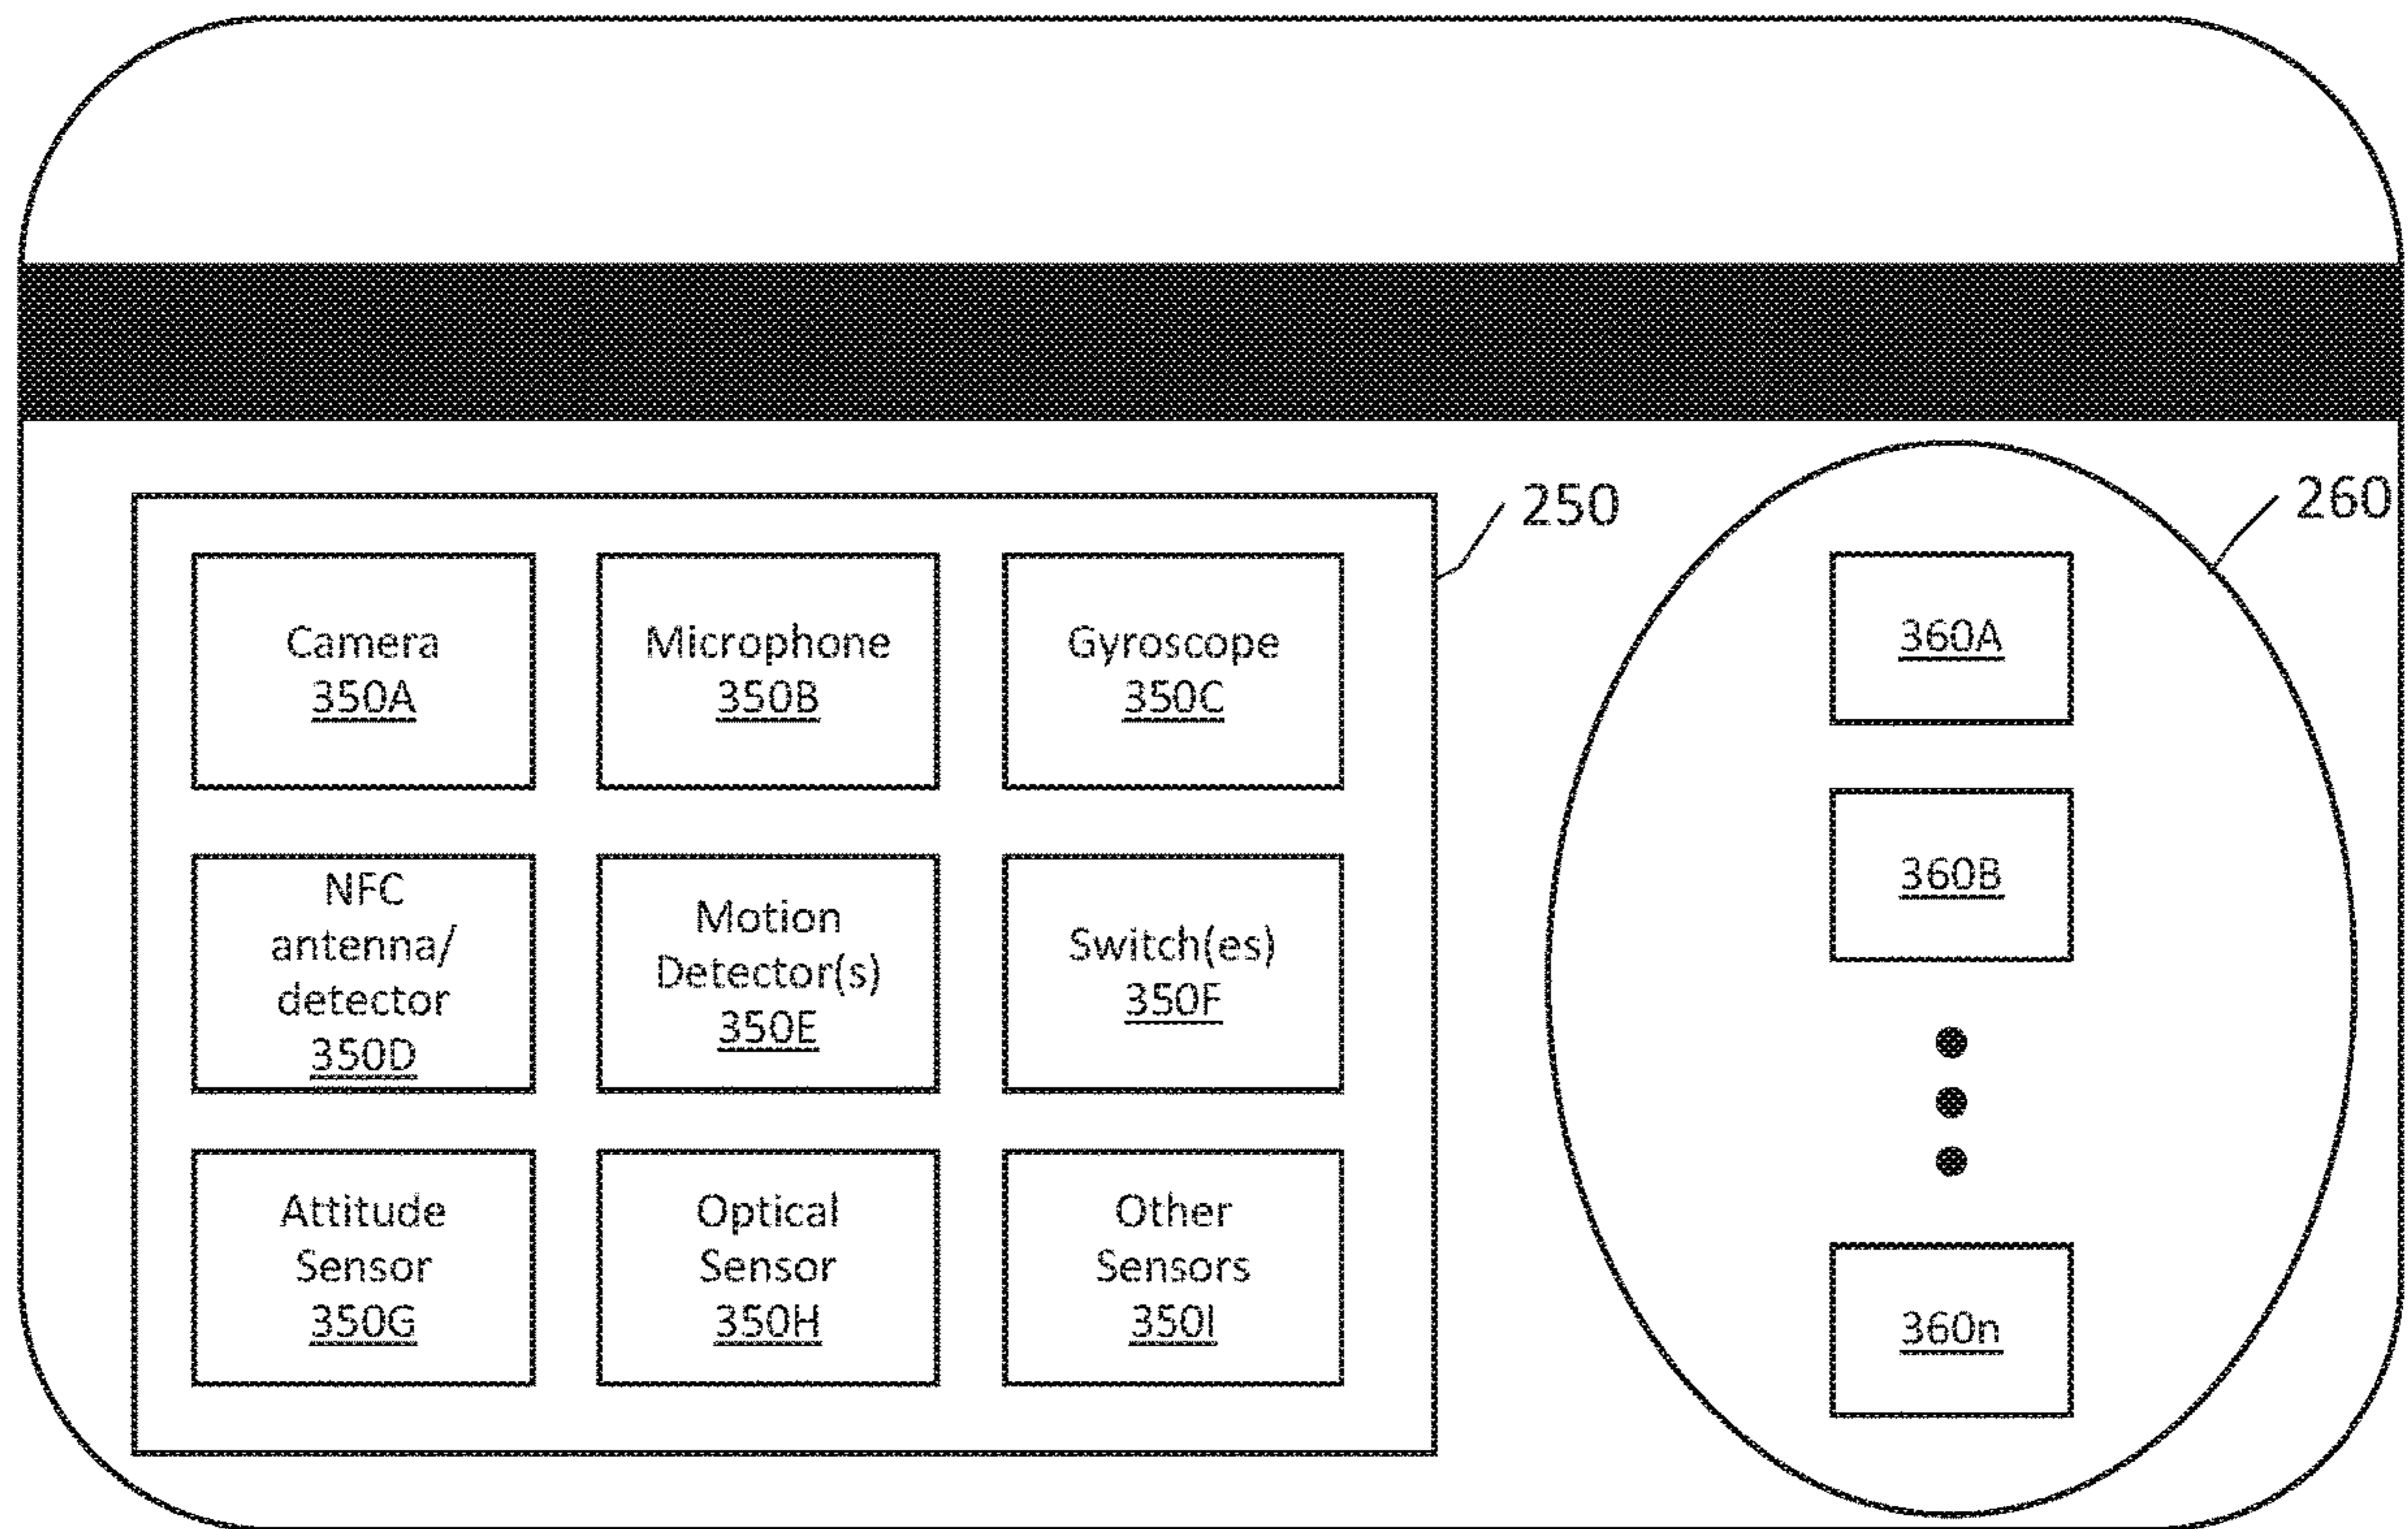 250
260
Camera
350A
Microphone
350B
Gyroscope
350C
360A
NFC
antenna/
detector
350D
Motion
Detector(s)
350E
Switch(es)
350F
360B
Attitude
Sensor
350G
Optical
Sensor
350H
Other
Sensors
350I
360n